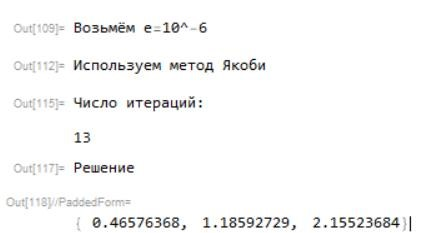 Out[109]= Возьмём e=10^-6
Out[112]= Используем метод Якоби
Out[115]= Число итераций:
13
Out[117]= Решение
Out[118]//PaddedForm=
{ 0.46576368, 1.18592729, 2.15523684}